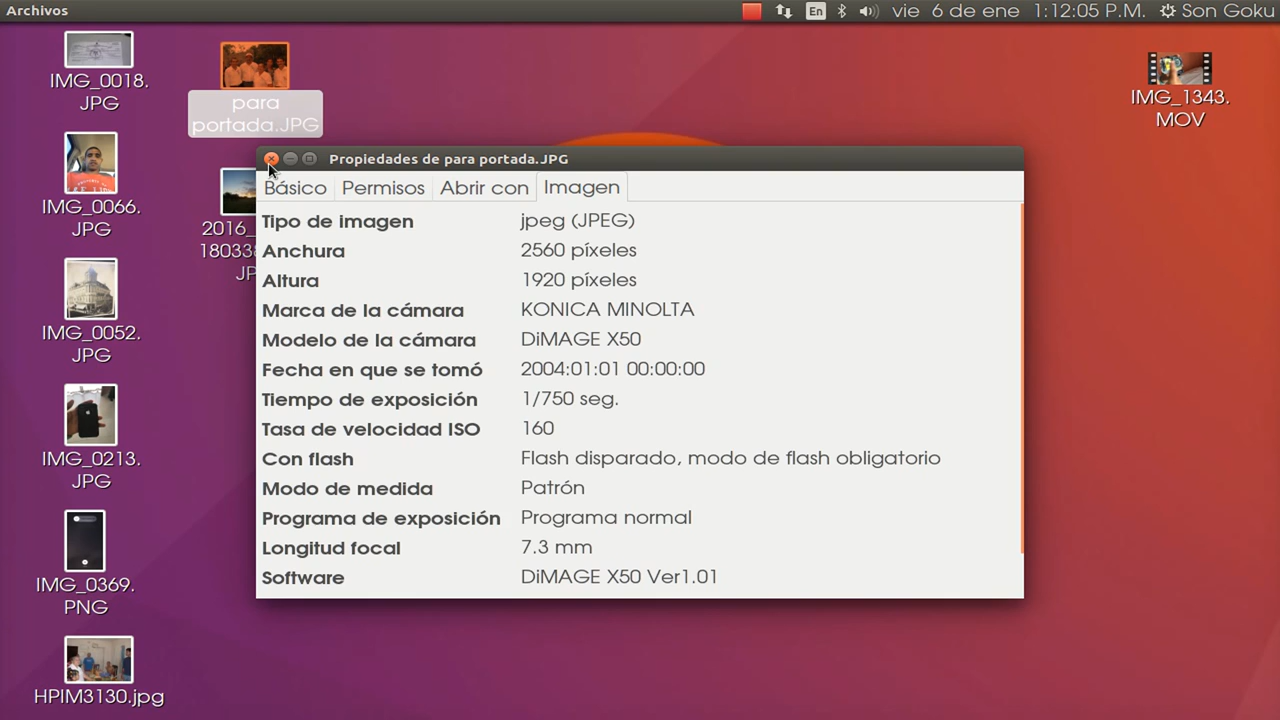 Archivos
En
vie 6 de ene 1:12:05 P.M.
Son Goku
IMG_0018.
JPG
para
portada.JPG
IMG_1343.
MOV
IMG_0066.
JPG
2016_
180338
JP
IMG_0052.
JPG
IMG_0213.
JPG
IMG_0369.
PNG
HPIM3130.jpg
Propiedades de para portada.JPG
Básico Permisos Abrir con Imagen
Tipo de imagen jpeg (JPEG)
Anchura 2560 píxeles
Altura 1920 píxeles
Marca de la cámara KONICA MINOLTA
Modelo de la cámara DiMAGE X50
Fecha en que se tomó 2004:01:01 00:00:00
Tiempo de exposición 1/750 seg.
Tasa de velocidad ISO 160
Con flash Flash disparado, modo de flash obligatorio
Modo de medida Patrón
Programa de exposición Programa normal
Longitud focal 7.3 mm
Software DiMAGE X50 Ver1.01